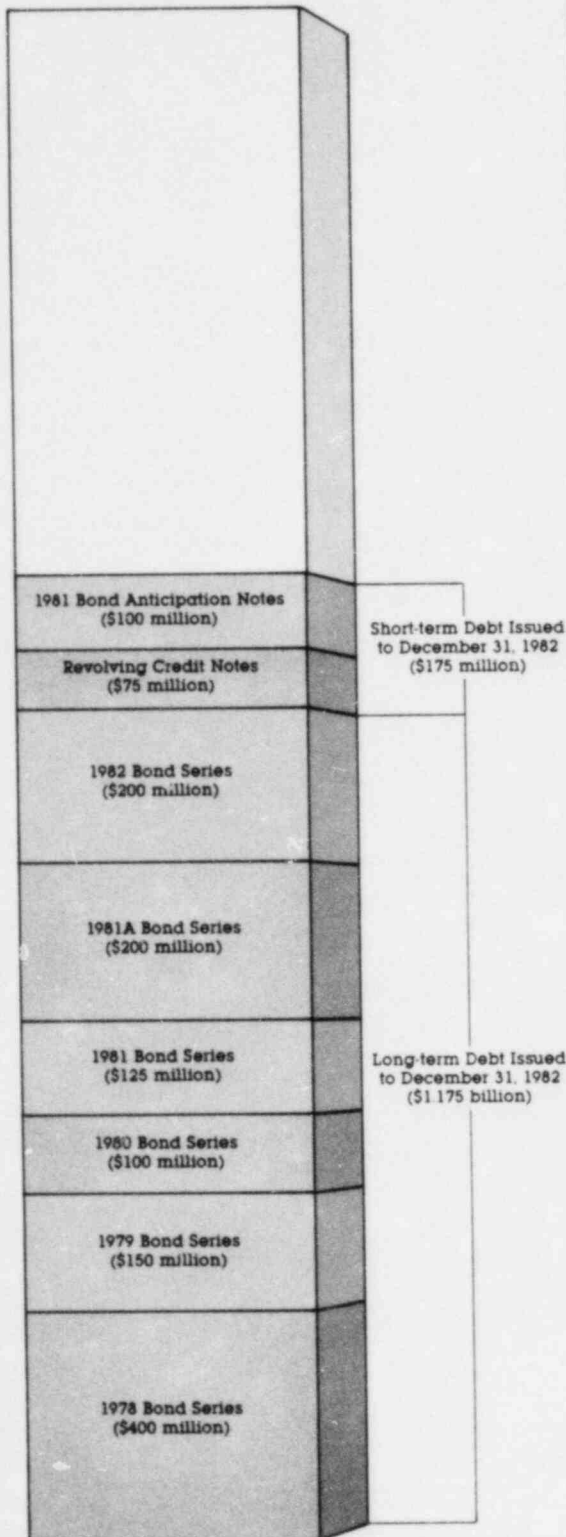 1981 Bond Anticipation Notes
($100 million)
Short-term Debt Issued
to December 31, 1982
($175 million)
Revolving Credit Notes
($75 million)
1982 Bond Series
($200 million)
1981A Bond Series
($200 million)
1981 Bond Series
($125 million)
Long-term Debt Issued
to December 31, 1982
($1.175 billion)
1980 Bond Series
($100 million)
1979 Bond Series
($150 million)
1978 Bond Series
($400 million)